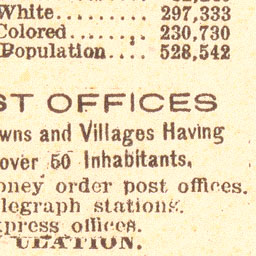 White........ 297,333
Colored........ 230,730
Population.... 528,542
ST OFFICES
wns and Villages Having
over 50 Inhabitants,
oney order post offices.
legraph stations.
xpress offices.
ULATION.